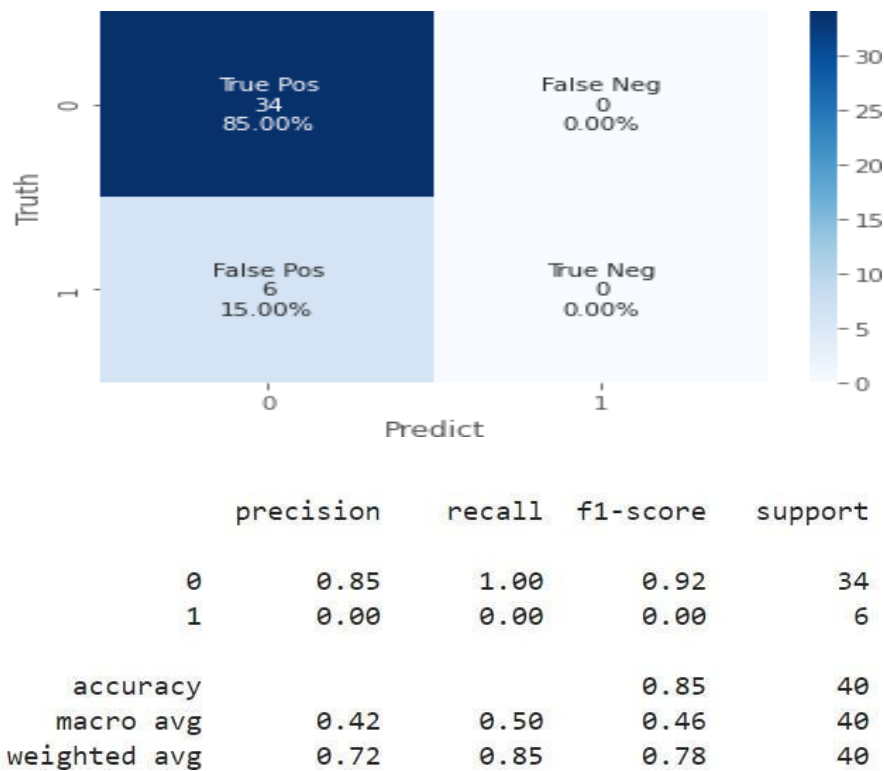 True Pos
34
85.00%
False Neg
0
0.00%
False Pos
6
15.00%
True Neg
0
0.00%
0
1
Truth
0
1
Predict
30
25
20
15
10
5
0
precision recall f1-score support
0 0.85 1.00 0.92 34
1 0.00 0.00 0.00 6
accuracy 0.85 40
macro avg 0.42 0.50 0.46 40
weighted avg 0.72 0.85 0.78 40